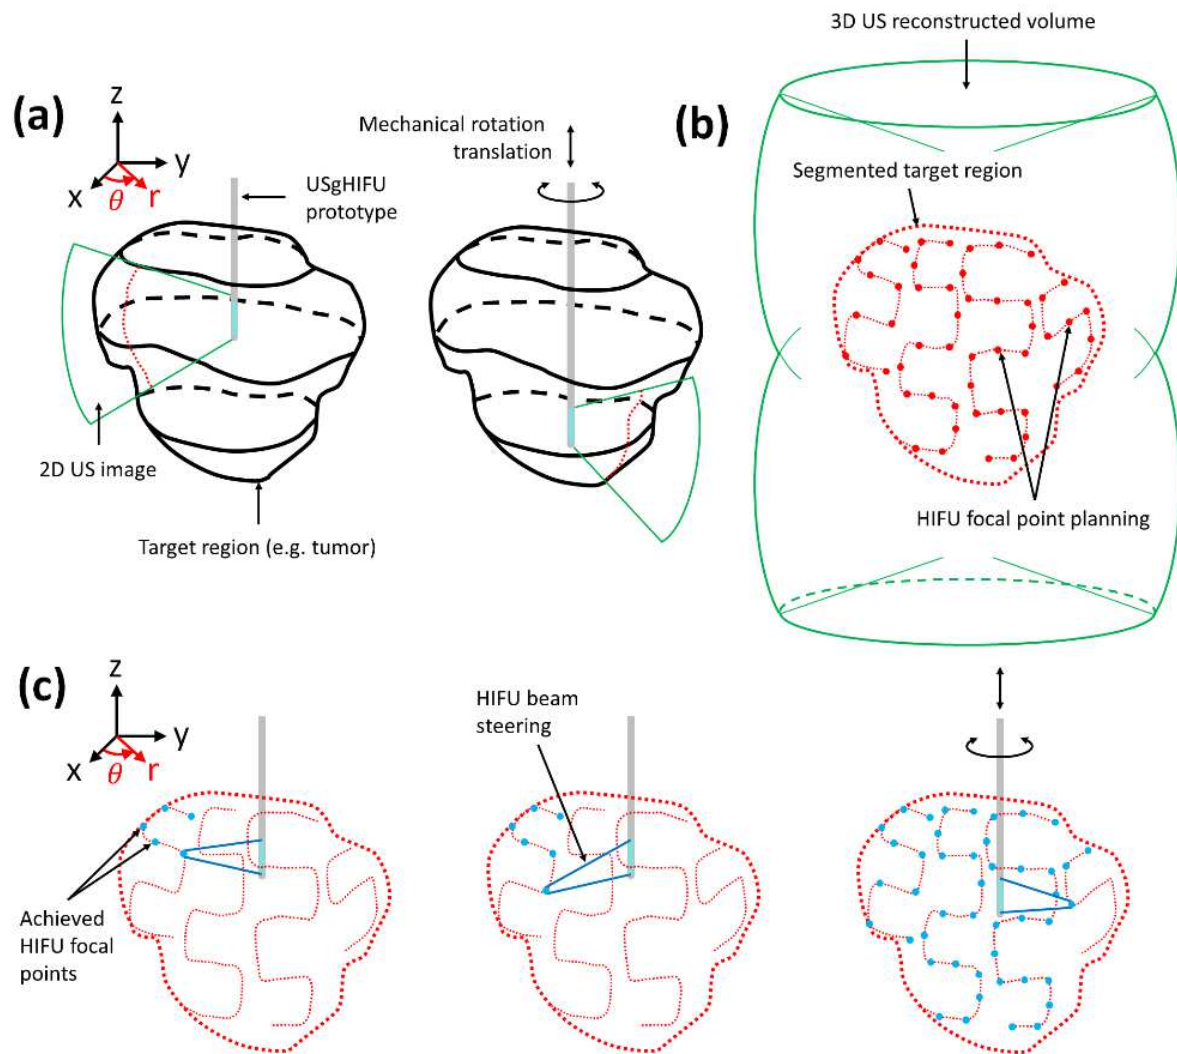 3D US reconstructed volume
(a)
z
y
x
θ
r
USgHIFU
prototype
Mechanical rotation
translation
(b)
Segmented target region
2D US image
Target region (e.g. tumor)
HIFU focal point planning
(c)
z
y
x
θ
r
HIFU beam
steering
Achieved
HIFU focal
points